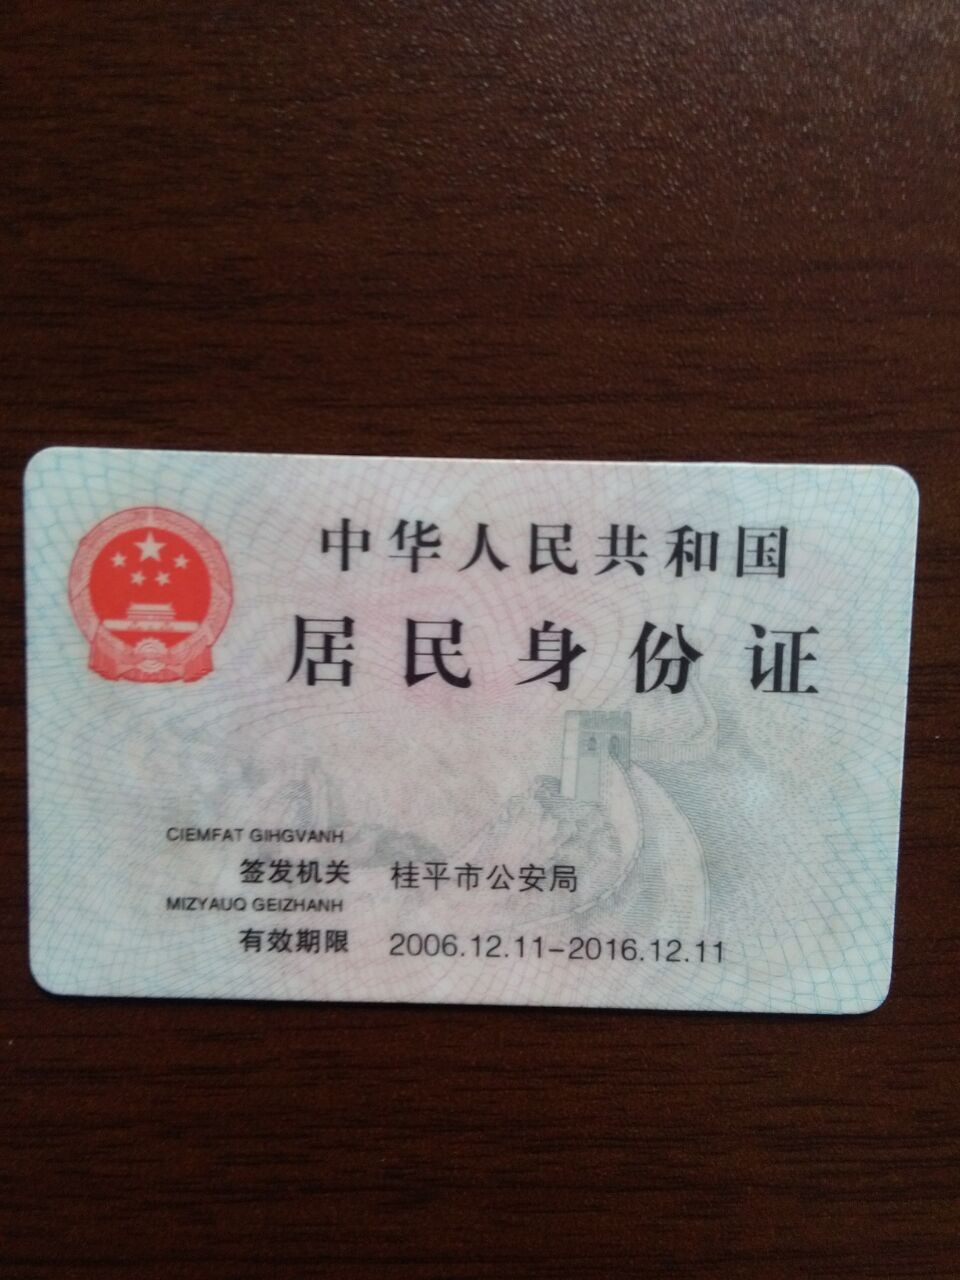 中华人民共和国
居民身份证
CIEMFAT GIHGVANH
签发机关 桂平市公安局
MIZYAUQ GEIZHANH
有效期限 2006.12.11-2016.12.11